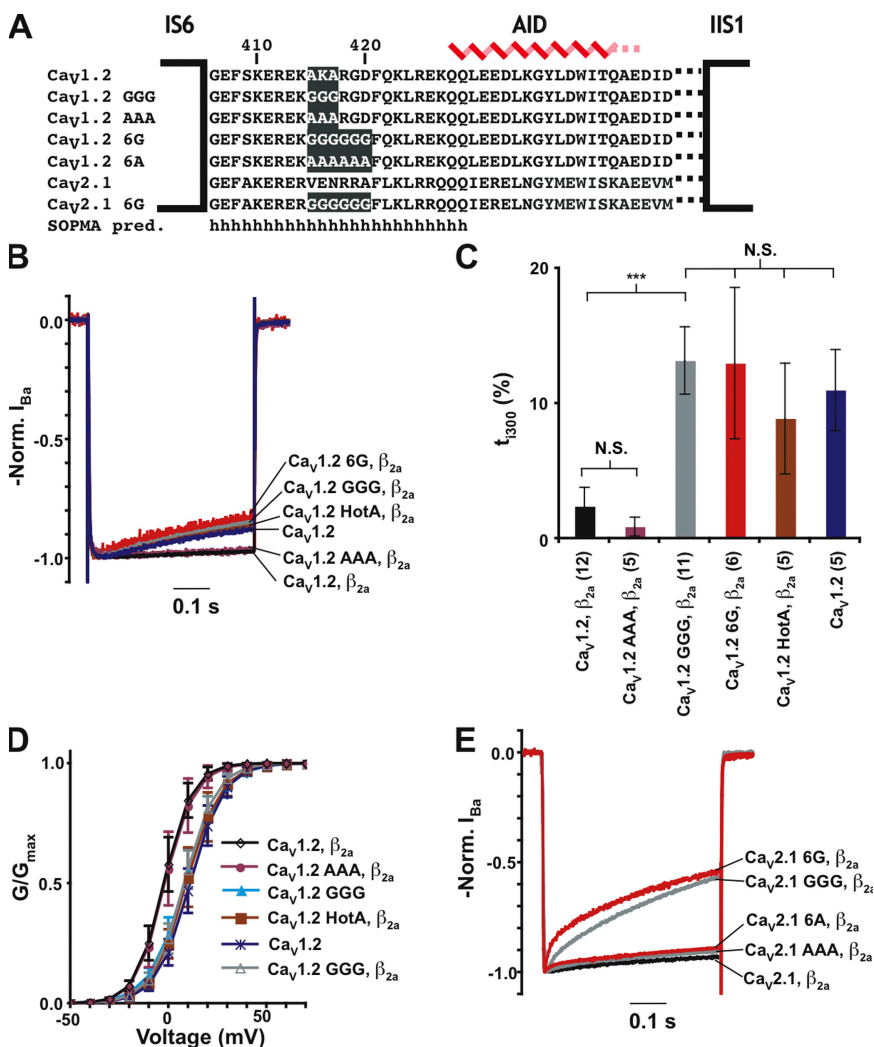 A
IS6 AID IIS1
410 420
CaV1.2 GEFSKEREKAKARGDFQKLREKQQLEEDLKGYLDWITQAEDID
CaV1.2 GGG GEFSKEREKGGGRGDFQKLREKQQLEEDLKGYLDWITQAEDID
CaV1.2 AAA GEFSKEREKAAARGDFQKLREKQQLEEDLKGYLDWITQAEDID
CaV1.2 6G GEFSKEREKGGGGGGFQKLREKQQLEEDLKGYLDWITQAEDID
CaV1.2 6A GEFSKEREKAAAAAAFQKLREKQQLEEDLKGYLDWITQAEDID
CaV2.1 GEFAKERERVENRRAFLKLRRQQQIERELNGYMEWISKAEEVM
CaV2.1 6G GEFAKERERGGGGGGFLKLRRQQQIERELNGYMEWISKAEEVM
SOPMA pred. hhhhhhhhhhhhhhhhhhhhhhhh
B
-Norm. IBa
0.0
-0.5
-1.0
CaV1.2 6G, β2a
CaV1.2 GGG, β2a
CaV1.2 HotA, β2a
CaV1.2
CaV1.2 AAA, β2a
CaV1.2, β2a
0.1 s
C
ti300 (%)
20
10
0
N.S.
***
N.S.
CaV1.2, β2a (12)
CaV1.2 AAA, β2a (5)
CaV1.2 GGG, β2a (11)
CaV1.2 6G, β2a (6)
CaV1.2 HotA, β2a (5)
CaV1.2 (5)
D
G/Gmax
1.0
0.5
0.0
-50 0 50
Voltage (mV)
CaV1.2, β2a
CaV1.2 AAA, β2a
CaV1.2 GGG
CaV1.2 HotA, β2a
CaV1.2
CaV1.2 GGG, β2a
E
-Norm. IBa
0.0
-0.5
-1.0
CaV2.1 6G, β2a
CaV2.1 GGG, β2a
CaV2.1 6A, β2a
CaV2.1 AAA, β2a
CaV2.1, β2a
0.1 s